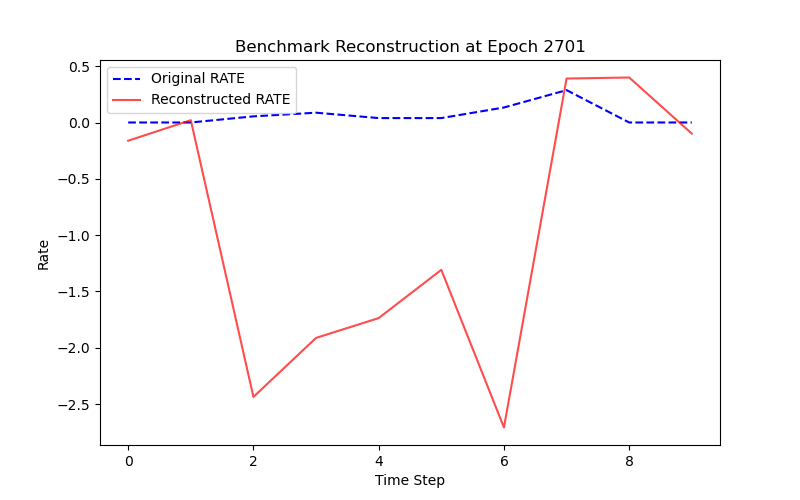 Benchmark Reconstruction at Epoch 2701
Original RATE
Reconstructed RATE
0.5
0.0
−0.5
−1.0
−1.5
−2.0
−2.5
Rate
0 2 4 6 8
Time Step